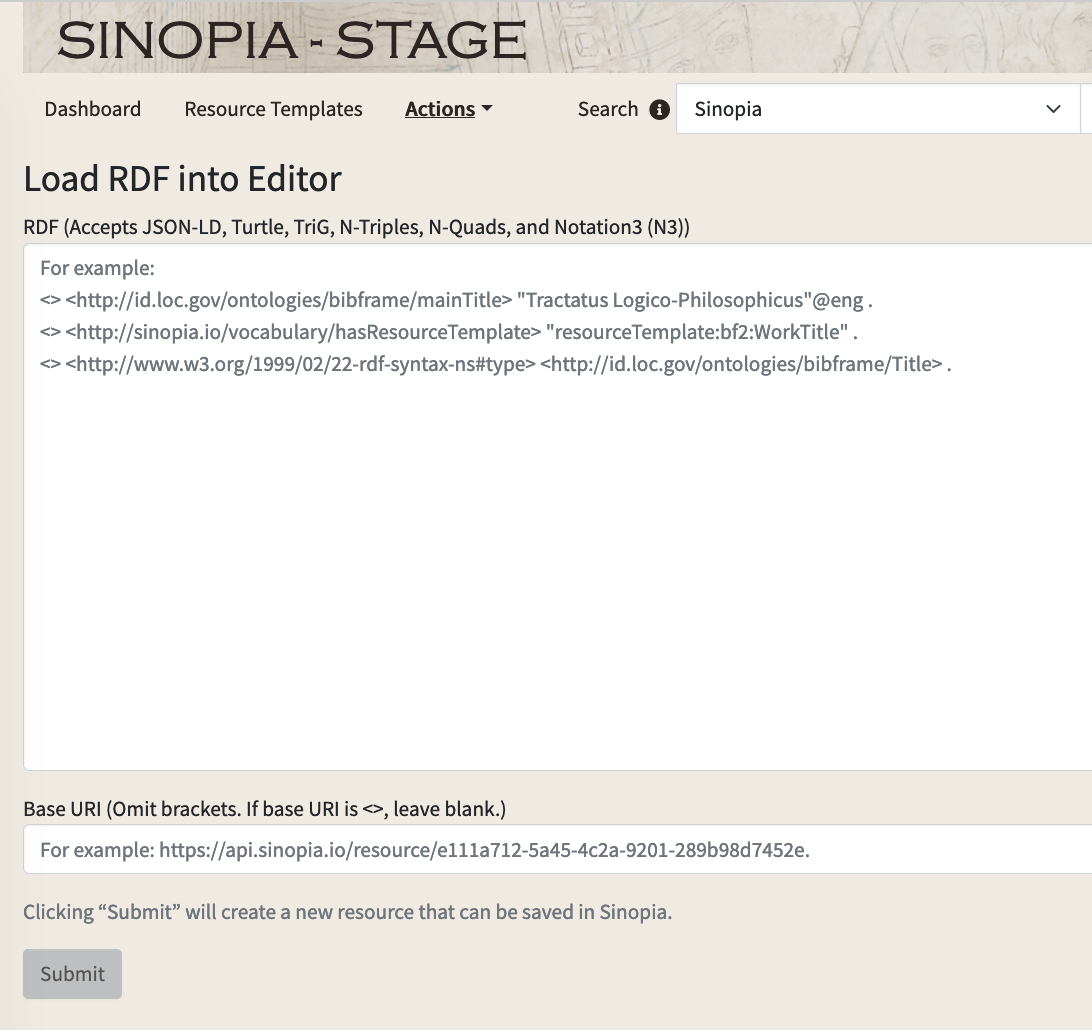 SINOPIA - STAGE
Dashboard Resource Templates Actions Search Sinopia
Load RDF into Editor
RDF (Accepts JSON-LD, Turtle, TriG, N-Triples, N-Quads, and Notation3 (N3))
For example:
<> <http://id.loc.gov/ontologies/bibframe/mainTitle> "Tractatus Logico-Philosophicus"@eng .
<> <http://sinopia.io/vocabulary/hasResourceTemplate> "resourceTemplate:bf2:WorkTitle" .
<> <http://www.w3.org/1999/02/22-rdf-syntax-ns#type> <http://id.loc.gov/ontologies/bibframe/Title> .
Base URI (Omit brackets. If base URI is <>, leave blank.)
For example: https://api.sinopia.io/resource/e111a712-5a45-4c2a-9201-289b98d7452e.
Clicking “Submit” will create a new resource that can be saved in Sinopia.
Submit